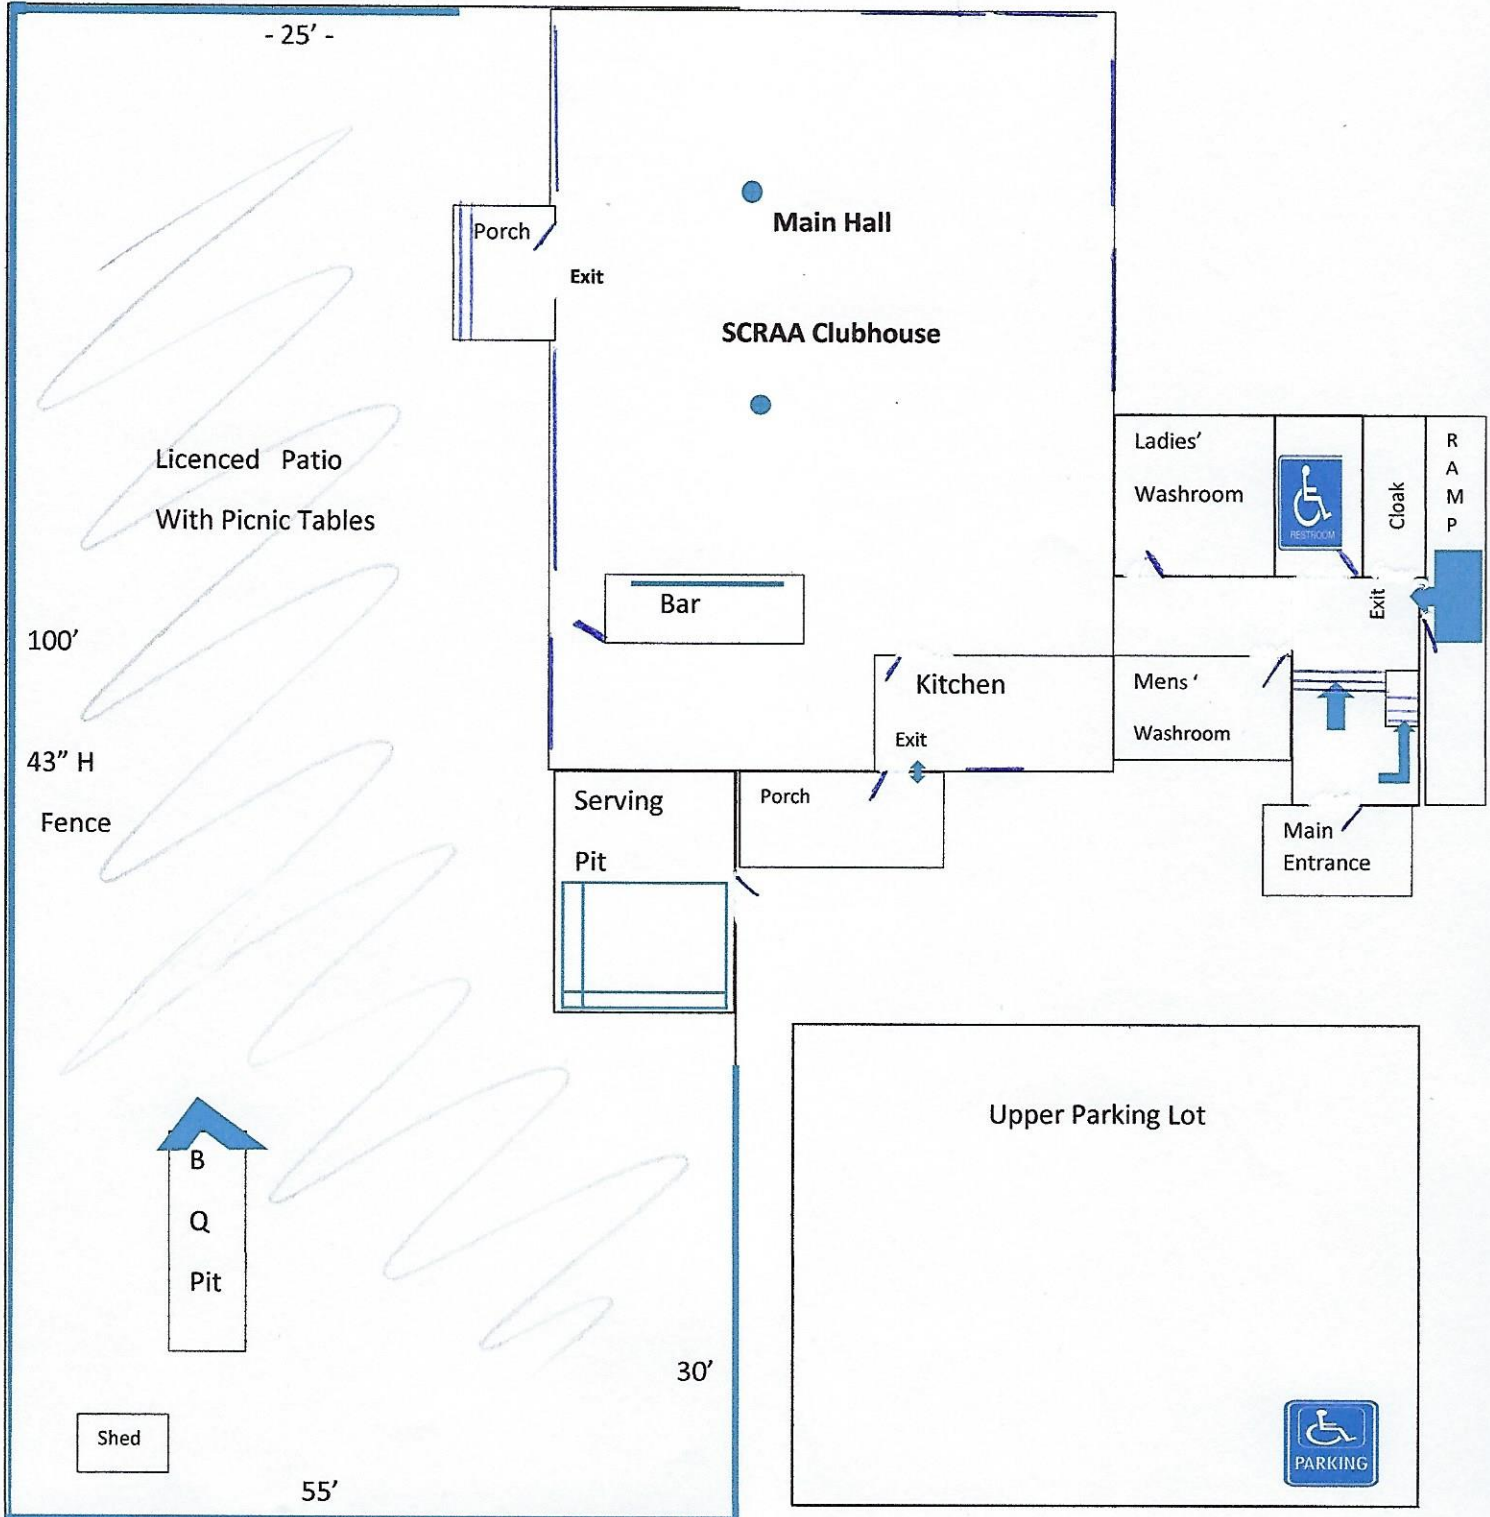 - 25’ -
Main Hall
Porch
Exit
SCRAA Clubhouse
Licenced Patio
With Picnic Tables
Ladies’
Washroom
RESTROOM
Cloak
R
A
M
P
Bar
Exit
100’
Kitchen
Mens ‘
Washroom
Exit
43” H
Fence
Serving
Pit
Porch
Main
Entrance
Upper Parking Lot
B
Q
Pit
30’
Shed
55’
PARKING